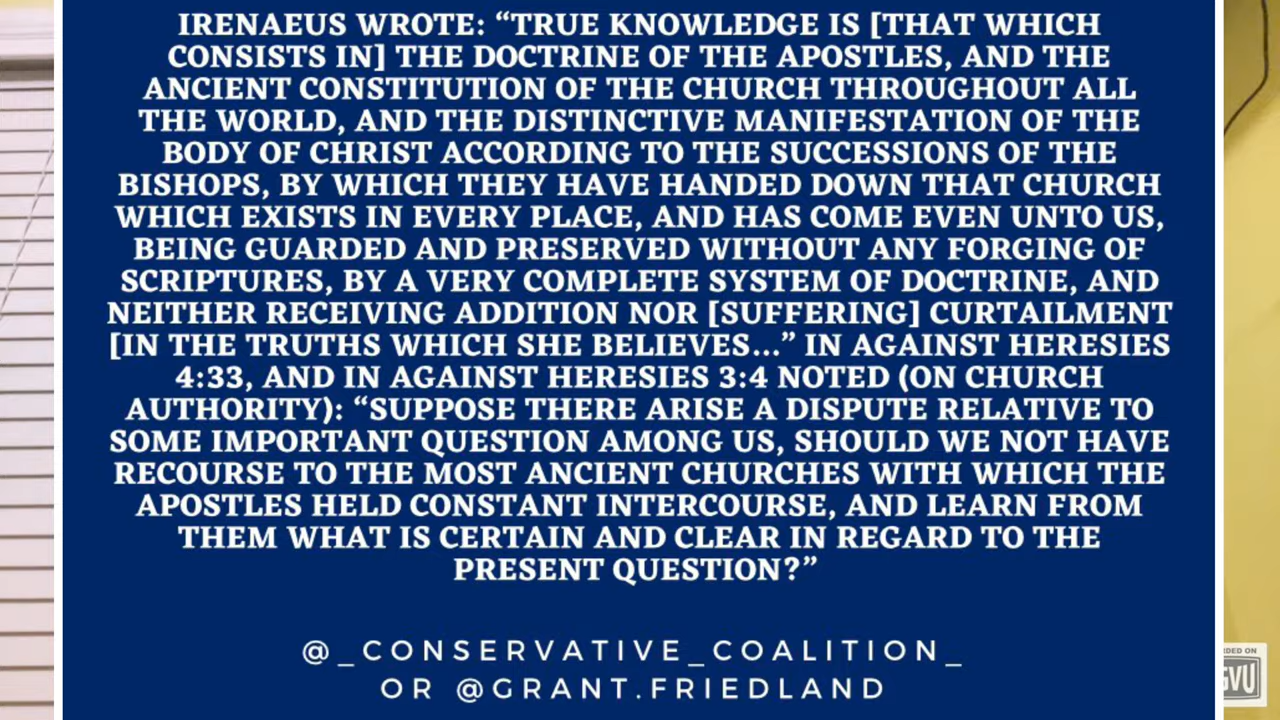 IRENAEUS WROTE: “TRUE KNOWLEDGE IS [THAT WHICH
CONSISTS IN] THE DOCTRINE OF THE APOSTLES, AND THE
ANCIENT CONSTITUTION OF THE CHURCH THROUGHOUT ALL
THE WORLD, AND THE DISTINCTIVE MANIFESTATION OF THE
BODY OF CHRIST ACCORDING TO THE SUCCESSIONS OF THE
BISHOPS, BY WHICH THEY HAVE HANDED DOWN THAT CHURCH
WHICH EXISTS IN EVERY PLACE, AND HAS COME EVEN UNTO US,
BEING GUARDED AND PRESERVED WITHOUT ANY FORGING OF
SCRIPTURES, BY A VERY COMPLETE SYSTEM OF DOCTRINE, AND
NEITHER RECEIVING ADDITION NOR [SUFFERING] CURTAILMENT
[IN THE TRUTHS WHICH SHE BELIEVES...” IN AGAINST HERESIES
4:33, AND IN AGAINST HERESIES 3:4 NOTED (ON CHURCH
AUTHORITY): “SUPPOSE THERE ARISE A DISPUTE RELATIVE TO
SOME IMPORTANT QUESTION AMONG US, SHOULD WE NOT HAVE
RECOURSE TO THE MOST ANCIENT CHURCHES WITH WHICH THE
APOSTLES HELD CONSTANT INTERCOURSE, AND LEARN FROM
THEM WHAT IS CERTAIN AND CLEAR IN REGARD TO THE
PRESENT QUESTION?”
@_CONSERVATIVE_COALITION_
OR @GRANT.FRIEDLAND
ON